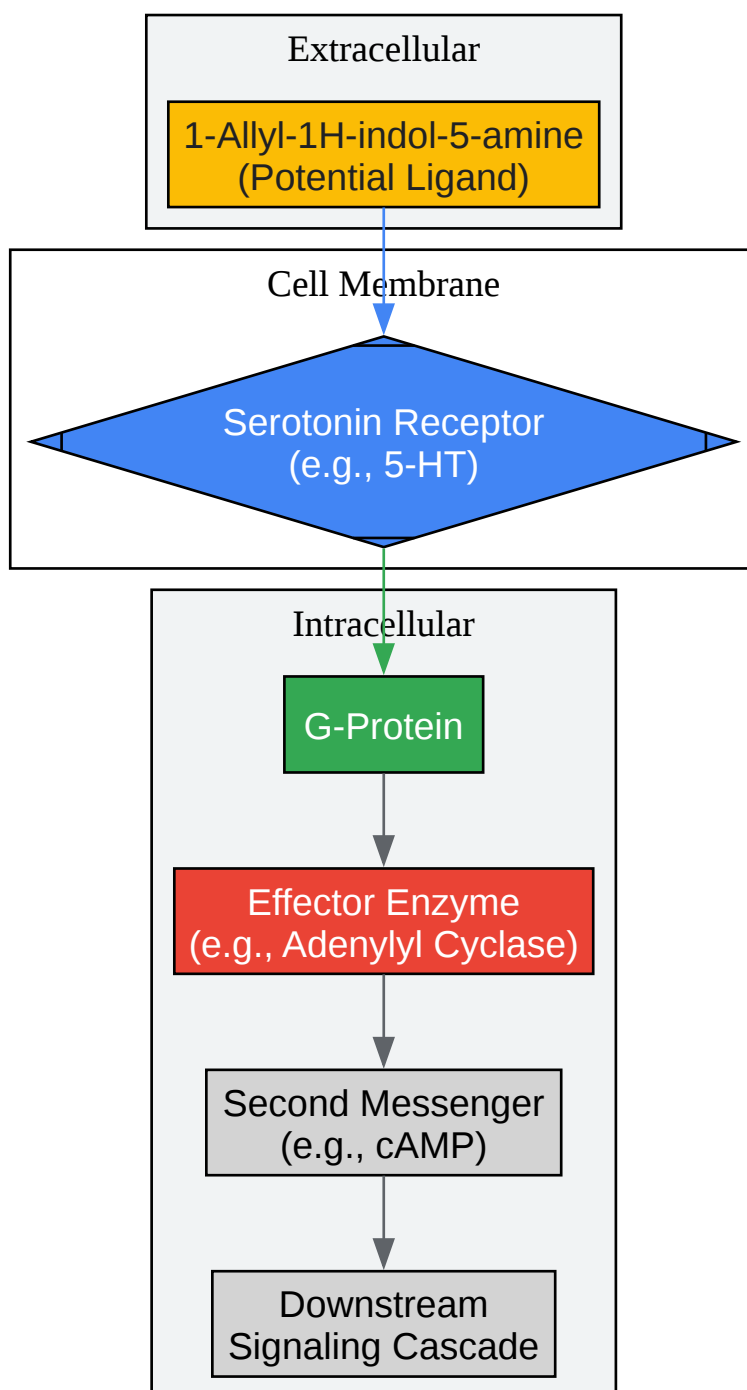 Extracellular
1-Allyl-1H-indol-5-amine
(Potential Ligand)
Cell Membrane
Serotonin Receptor
(e.g., 5-HT)
Intracellular
G-Protein
Effector Enzyme
(e.g., Adenylyl Cyclase)
Second Messenger
(e.g., cAMP)
Downstream
Signaling Cascade